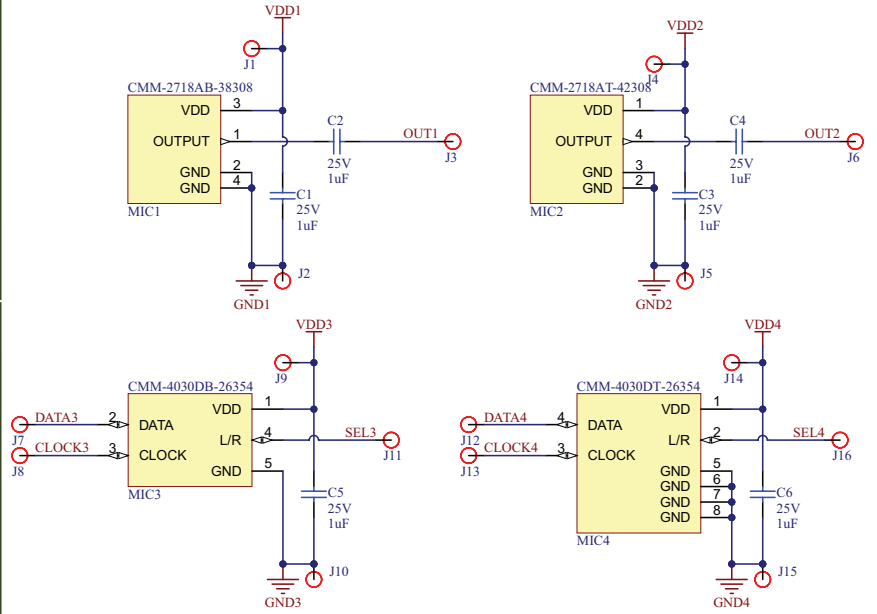 VDD1
J1
CMM-2718AB-38308
VDD 3
OUTPUT 1
GND 2
GND 4
MIC1
C2
25V
1uF
OUT1
J3
C1
25V
1uF
J2
GND1
VDD2
J4
CMM-2718AT-42308
VDD 1
OUTPUT 4
GND 3
GND 2
MIC2
C4
25V
1uF
OUT2
J6
C3
25V
1uF
J5
GND2
VDD3
J9
CMM-4030DB-26354
VDD 1
DATA3 2 DATA
J7
L/R 4 SEL3
J11
CLOCK3 3 CLOCK
J8
GND 5
MIC3
C5
25V
1uF
J10
GND3
VDD4
J14
CMM-4030DT-26354
VDD 1
DATA4 4 DATA
J12
L/R 2 SEL4
J16
CLOCK4 3 CLOCK
J13
GND 5
GND 6
GND 7
GND 8
MIC4
C6
25V
1uF
J15
GND4